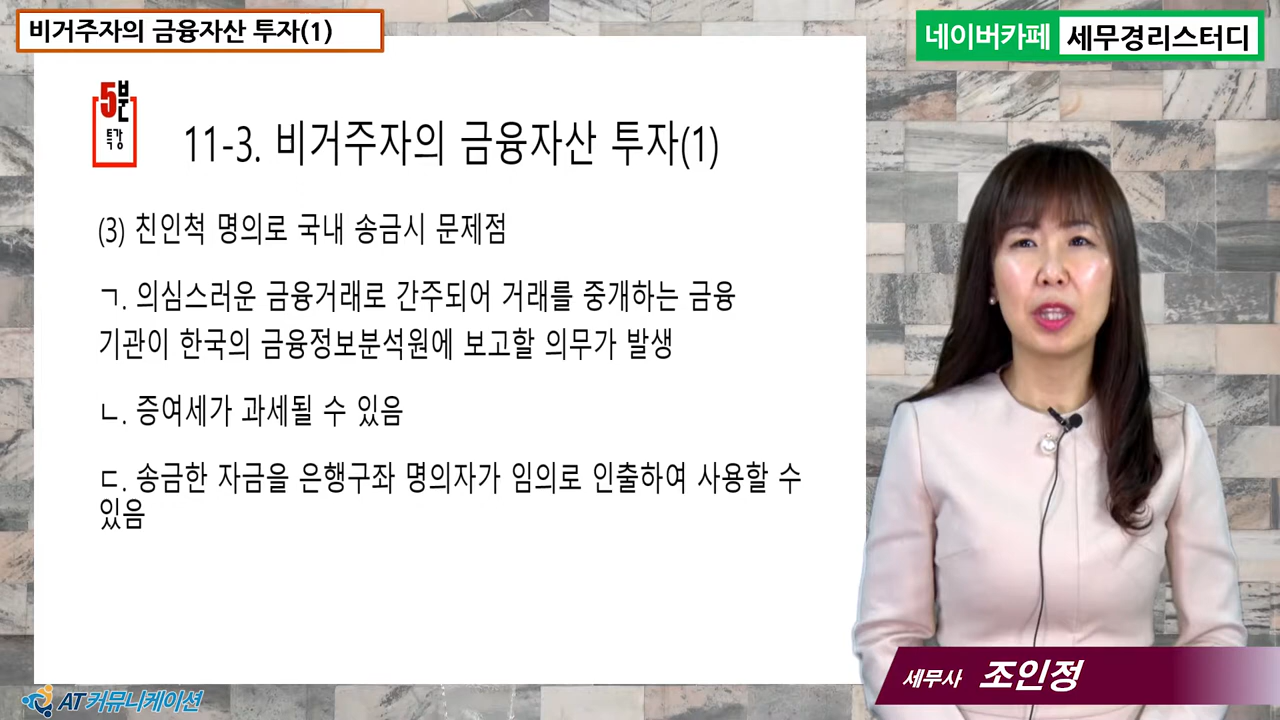 비거주자의 금융자산 투자(1)
네이버카페 세무경리스터디
5분
특강
11-3. 비거주자의 금융자산 투자(1)
(3) 친인척 명의로 국내 송금시 문제점
ㄱ. 의심스러운 금융거래로 간주되어 거래를 중개하는 금융
기관이 한국의 금융정보분석원에 보고할 의무가 발생
ㄴ. 증여세가 과세될 수 있음
ㄷ. 송금한 자금을 은행구좌 명의자가 임의로 인출하여 사용할 수
있음
세무사 조인정
AT커뮤니케이션